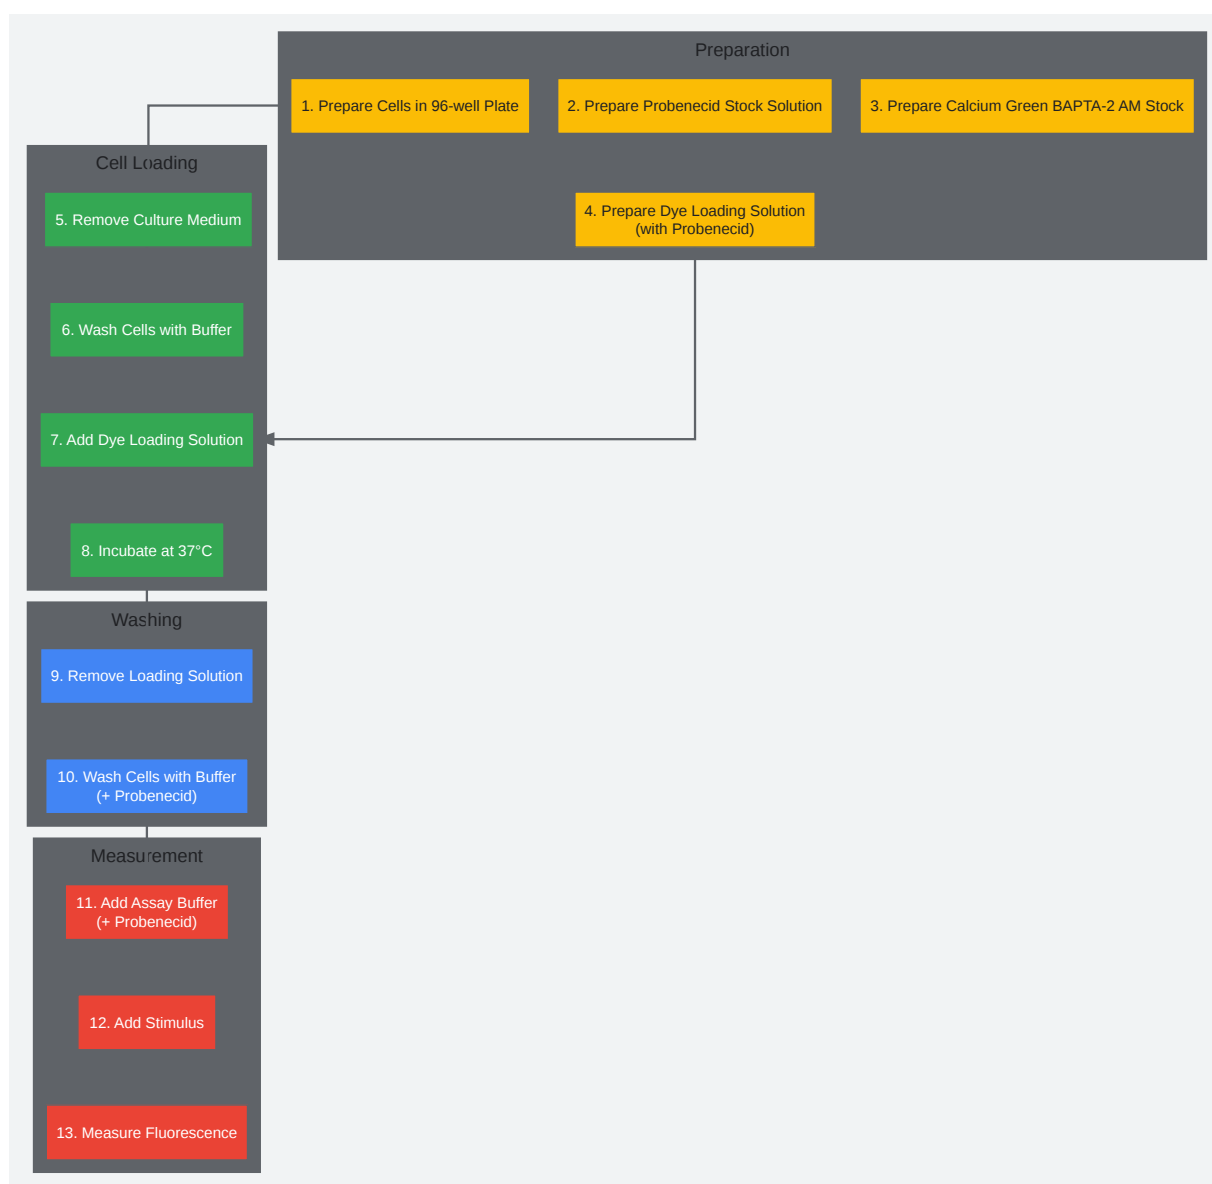 Preparation
1. Prepare Cells in 96-well Plate
2. Prepare Probenecid Stock Solution
3. Prepare Calcium Green BAPTA-2 AM Stock
4. Prepare Dye Loading Solution
(with Probenecid)
Cell Loading
5. Remove Culture Medium
6. Wash Cells with Buffer
7. Add Dye Loading Solution
8. Incubate at 37°C
Washing
9. Remove Loading Solution
10. Wash Cells with Buffer
(+ Probenecid)
Measurement
11. Add Assay Buffer
(+ Probenecid)
12. Add Stimulus
13. Measure Fluorescence